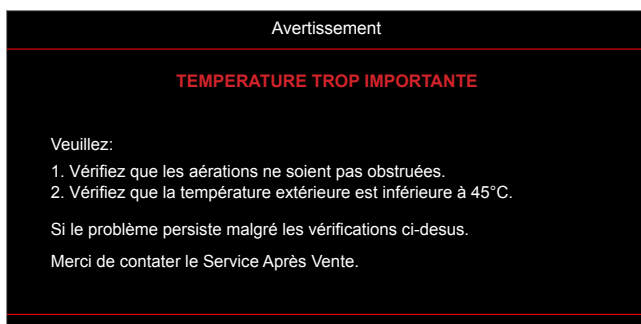 Avertissement
TEMPERATURE TROP IMPORTANTE
Veuillez:
1. Vérifiez que les aérations ne soient pas obstruées.
2. Vérifiez que la température extérieure est inférieure à 45°C.
Si le problème persiste malgré les vérifications ci-desus.
Merci de contater le Service Après Vente.